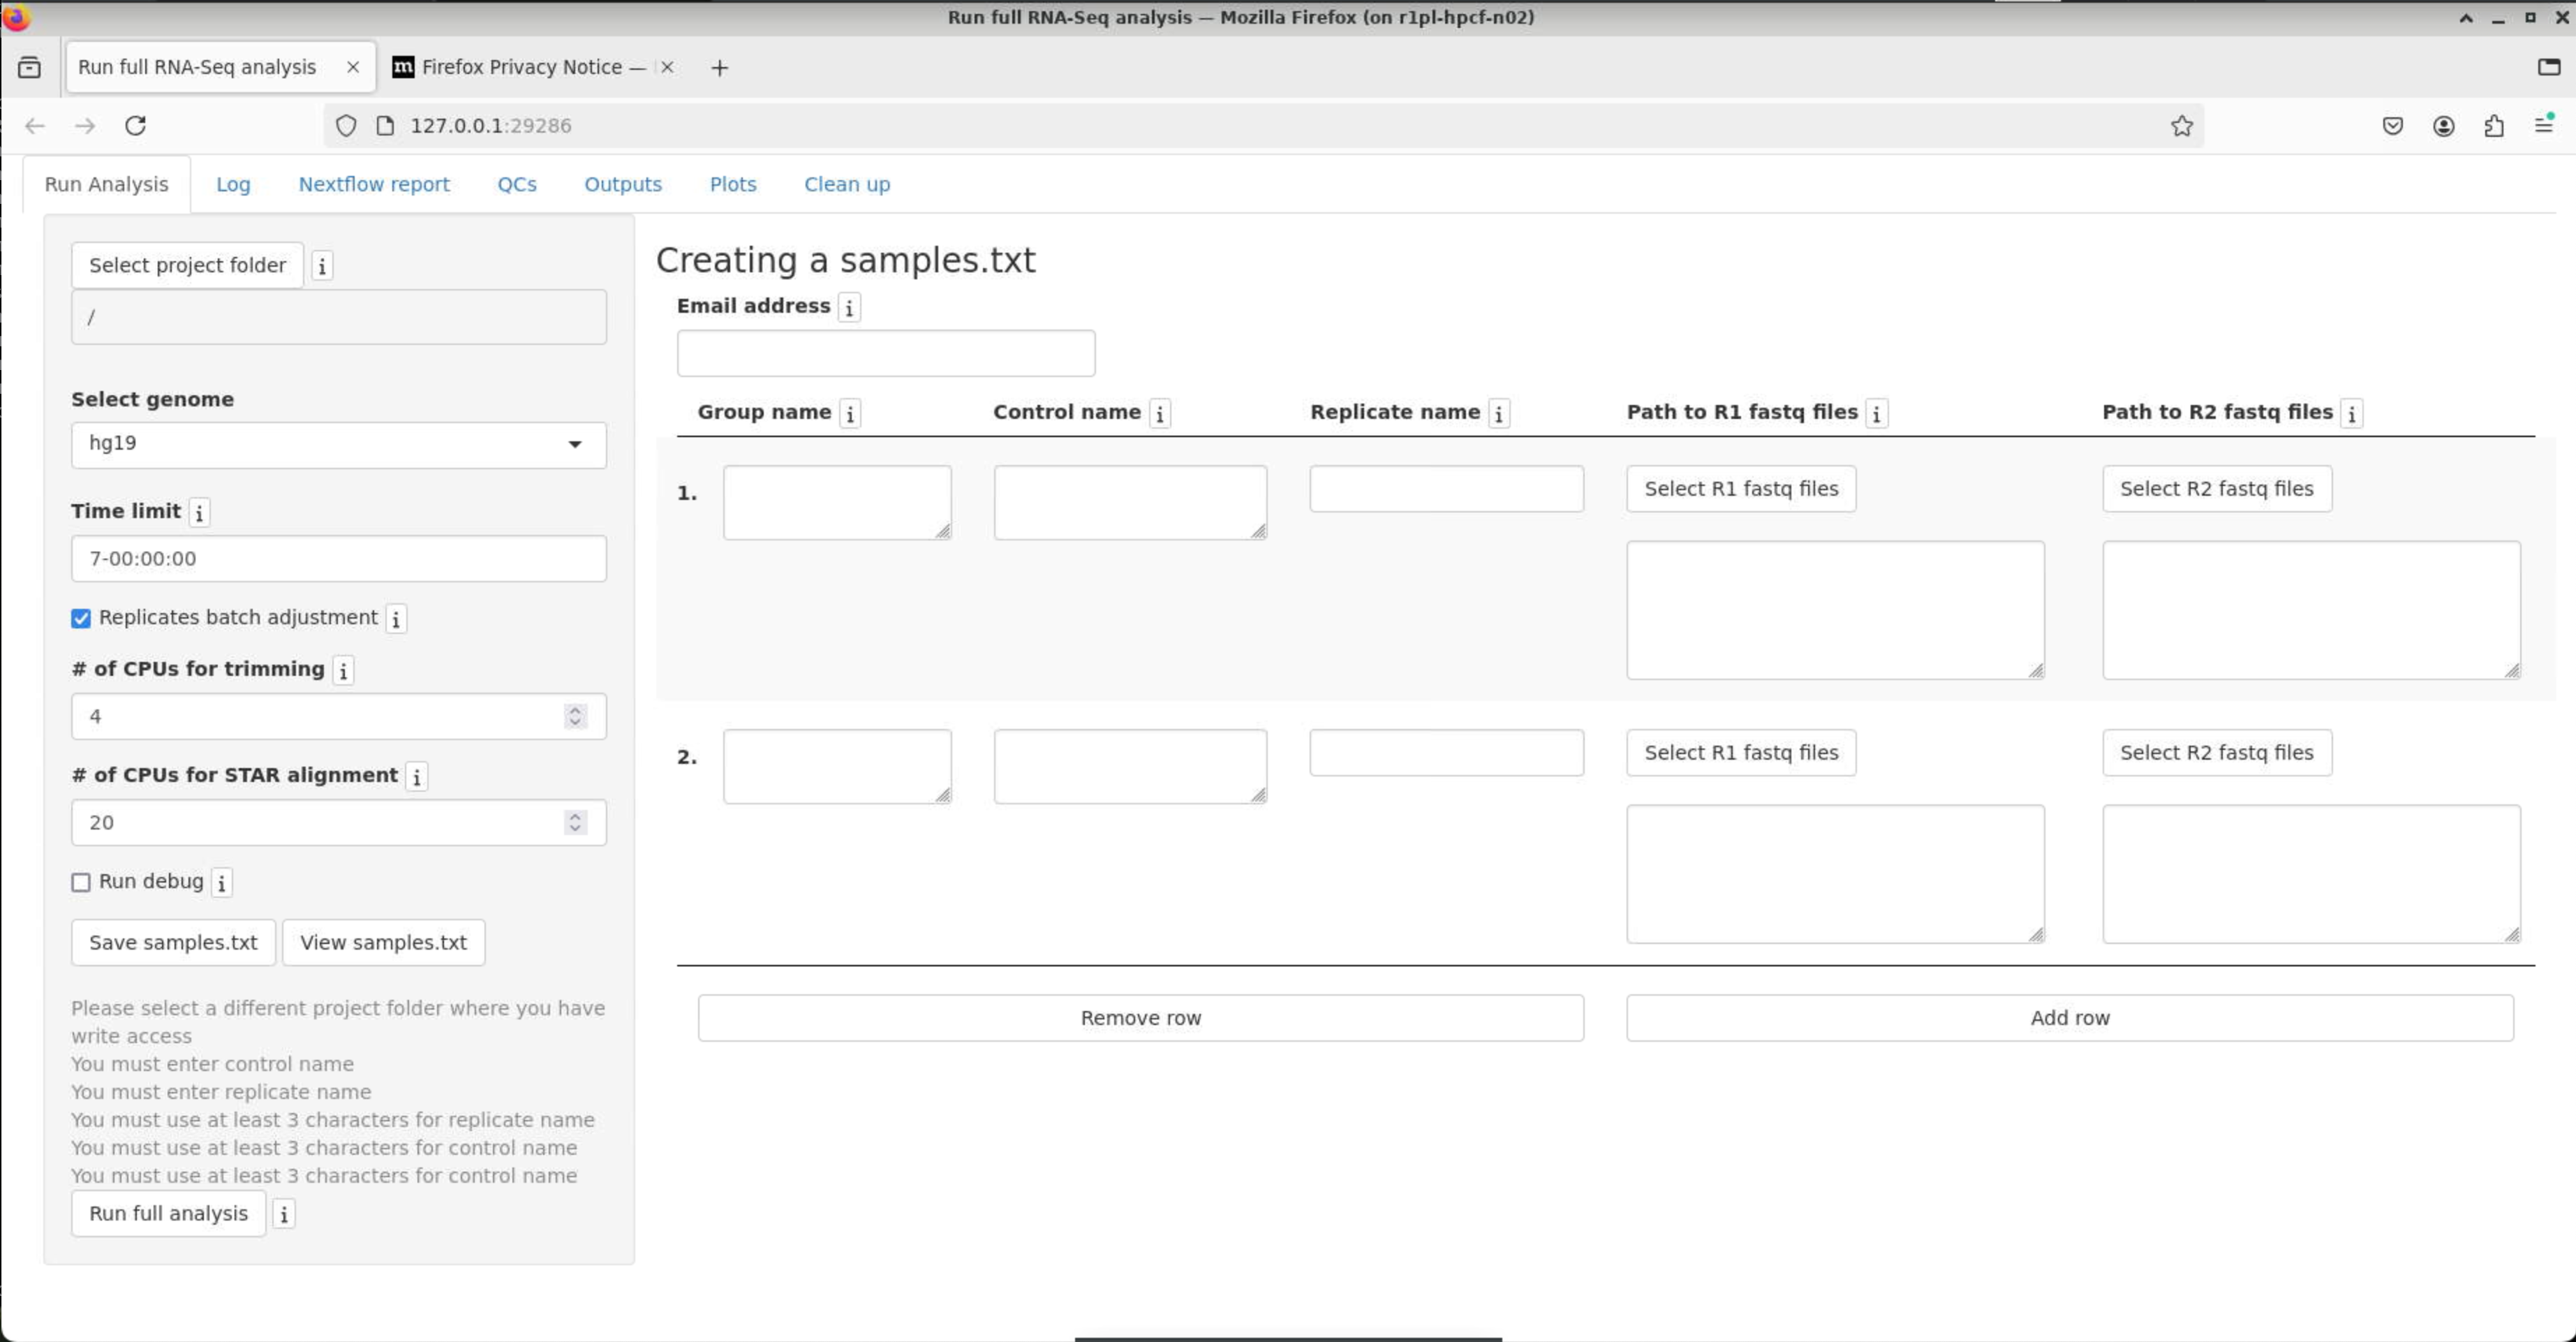 Run full RNA-Seq analysis — Mozilla Firefox (on r1pl-hpcf-n02)
Run full RNA-Seq analysis
Firefox Privacy Notice —
127.0.0.1:29286
Run Analysis Log Nextflow report QCs Outputs Plots Clean up
Select project folder i
/
Select genome
hg19
Time limit i
7-00:00:00
Replicates batch adjustment i
# of CPUs for trimming i
4
# of CPUs for STAR alignment i
20
Run debug i
Save samples.txt View samples.txt
Please select a different project folder where you have
write access
You must enter control name
You must enter replicate name
You must use at least 3 characters for replicate name
You must use at least 3 characters for control name
You must use at least 3 characters for control name
Run full analysis i
Creating a samples.txt
Email address i
Group name i Control name i Replicate name i Path to R1 fastq files i Path to R2 fastq files i
1. Select R1 fastq files Select R2 fastq files
2. Select R1 fastq files Select R2 fastq files
Remove row Add row